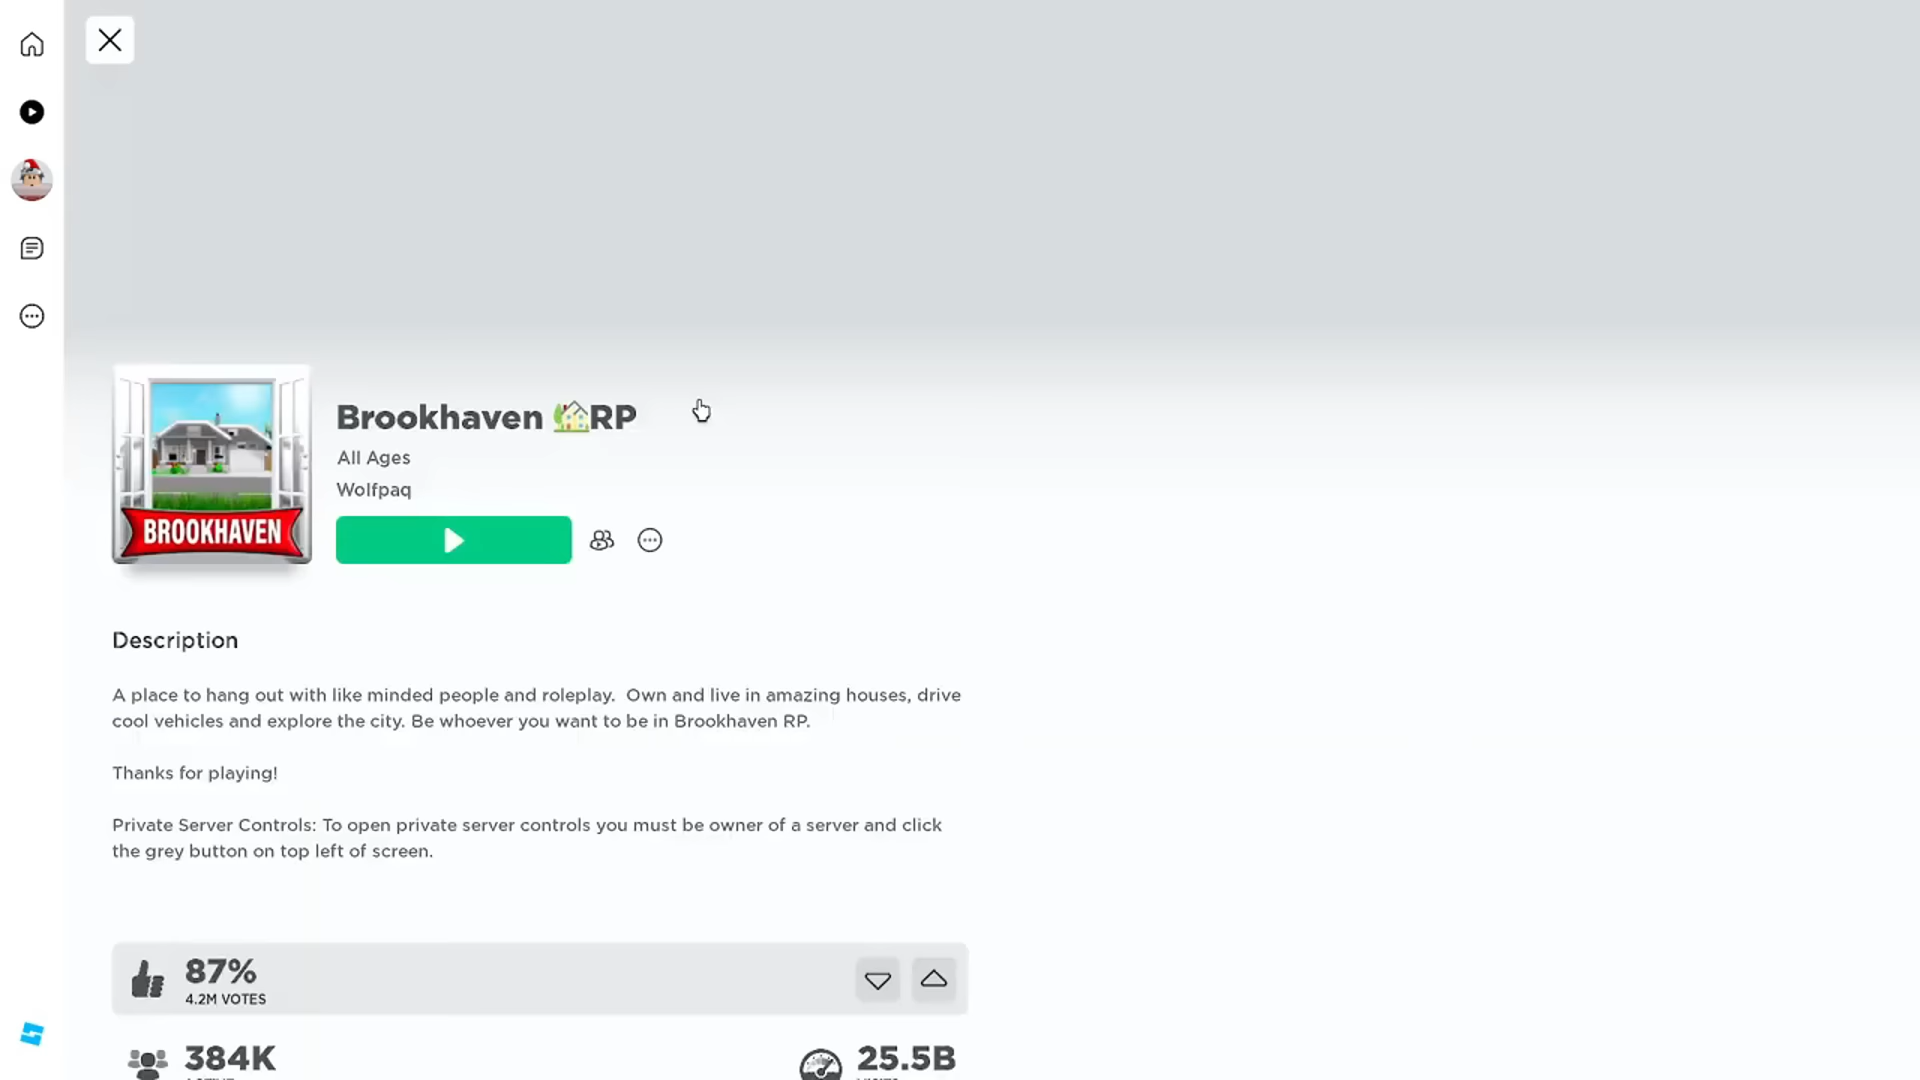 Brookhaven 🏡RP
All Ages
Wolfpaq
BROOKHAVEN
Description
A place to hang out with like minded people and roleplay.  Own and live in amazing houses, drive
cool vehicles and explore the city. Be whoever you want to be in Brookhaven RP.
Thanks for playing!
Private Server Controls: To open private server controls you must be owner of a server and click
the grey button on top left of screen.
87%
4.2M VOTES
384K
25.5B